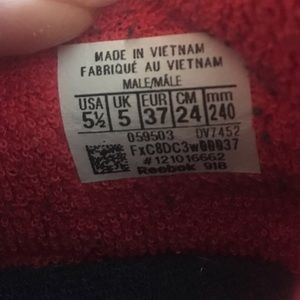 MADE IN VIETNAM
FABRIQUÉ AU VIETNAM
MALE/MÂLE
USA UK EUR CM mm
5½ 5 37 24 240
059503 DV7452
FxC8DC3w00037
#121016662
Reebok 918